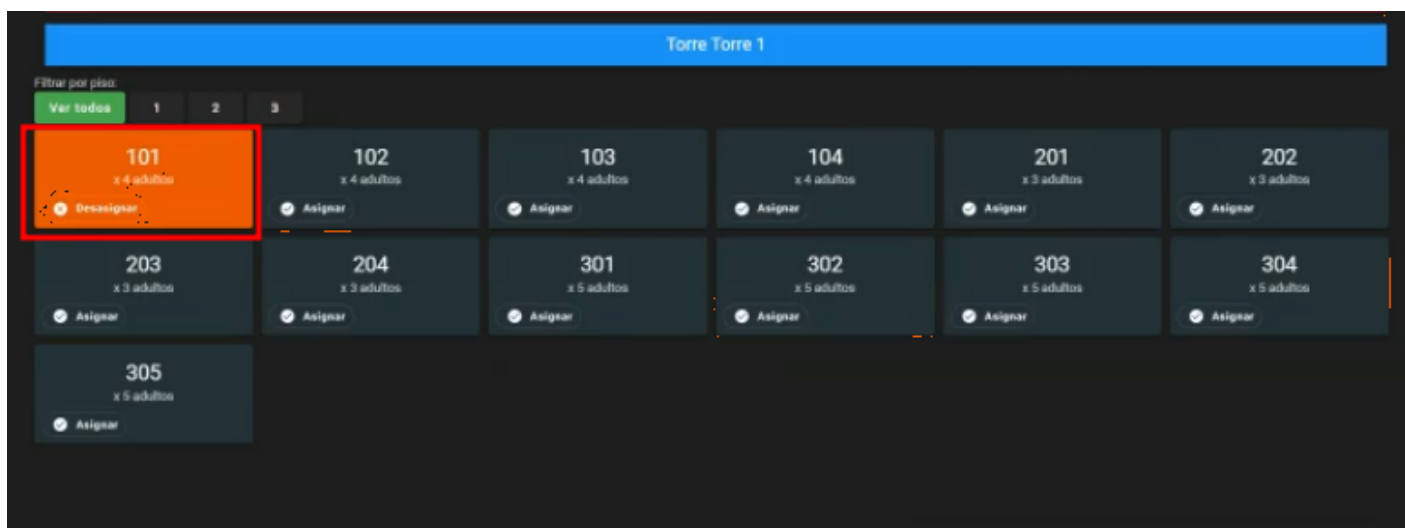 Torre Torre 1
Filtrar por piso:
Ver todos 1 2 3
101 102 103 104 201 202
x 4 adultos x 4 adultos x 4 adultos x 4 adultos x 3 adultos x 3 adultos
Desasignar Asignar Asignar Asignar Asignar Asignar
203 204 301 302 303 304
x 3 adultos x 3 adultos x 5 adultos x 5 adultos x 5 adultos x 5 adultos
Asignar Asignar Asignar Asignar Asignar Asignar
305
x 5 adultos
Asignar